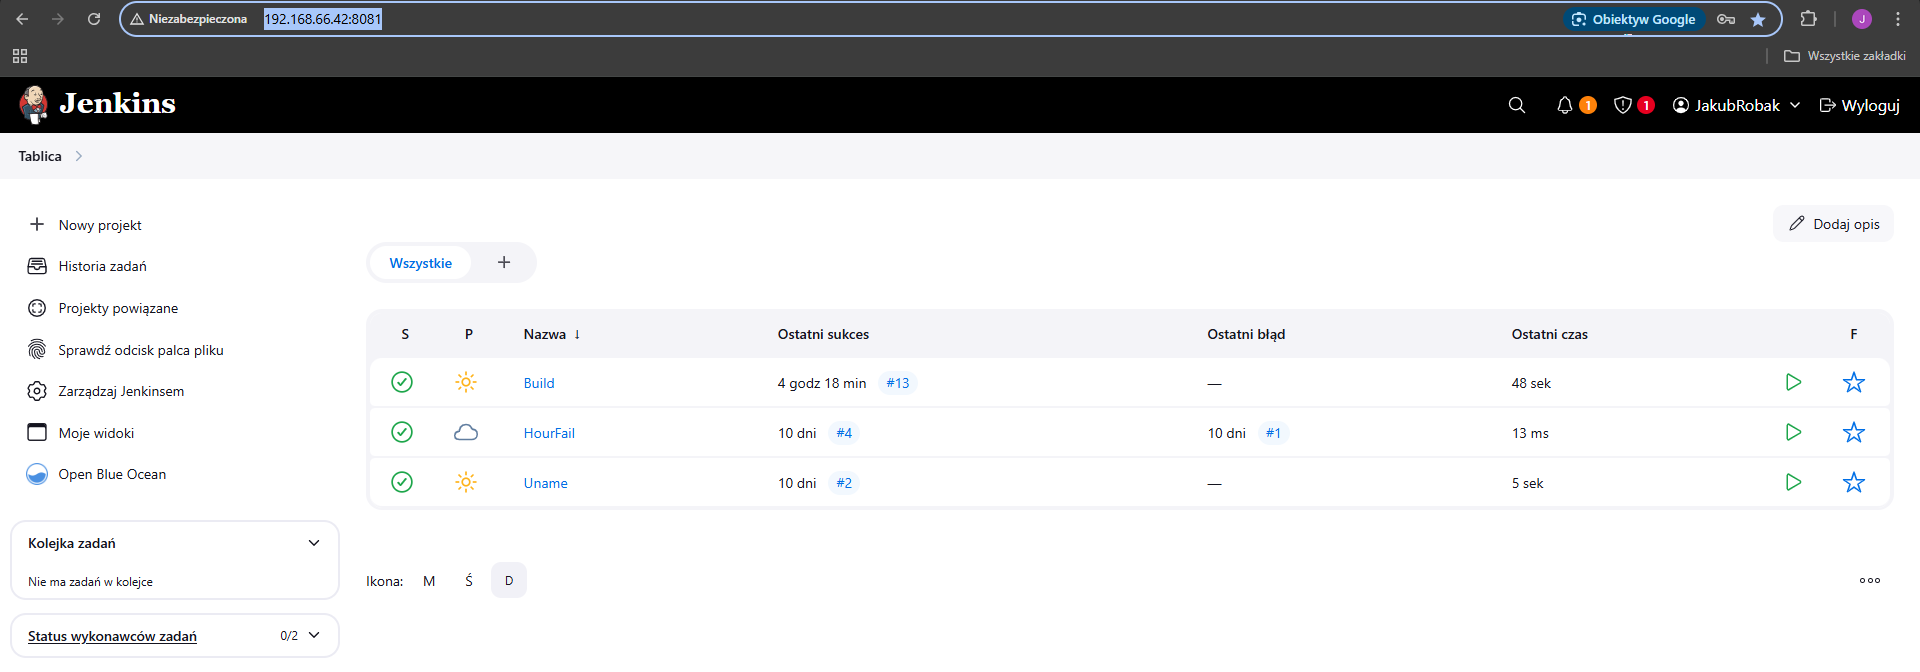 Niezabezpieczona 192.168.66.42:8081 Obiektyw Google J
Wszystkie zakładki
Jenkins 1 1 JakubRobak Wyloguj
Tablica
Nowy projekt
Historia zadań
Projekty powiązane
Sprawdź odcisk palca pliku
Zarządzaj Jenkinsem
Moje widoki
Open Blue Ocean
Kolejka zadań
Nie ma zadań w kolejce
Status wykonawców zadań 0/2
Dodaj opis
Wszystkie +
S P Nazwa ↓ Ostatni sukces Ostatni błąd Ostatni czas F
Build 4 godz 18 min #13 — 48 sek
HourFail 10 dni #4 10 dni #1 13 ms
Uname 10 dni #2 — 5 sek
Ikona: M Ś D